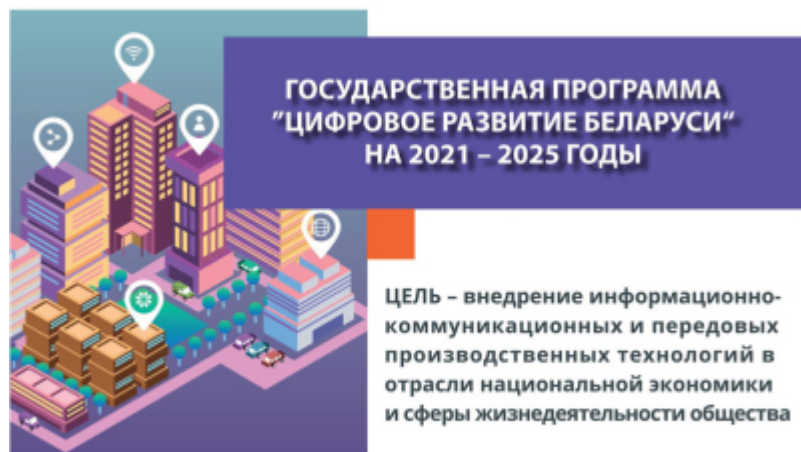 ГОСУДАРСТВЕННАЯ ПРОГРАММА
”ЦИФРОВОЕ РАЗВИТИЕ БЕЛАРУСИ“
НА 2021 – 2025 ГОДЫ
ЦЕЛЬ – внедрение информационно-
коммуникационных и передовых
производственных технологий в
отрасли национальной экономики
и сферы жизнедеятельности общества